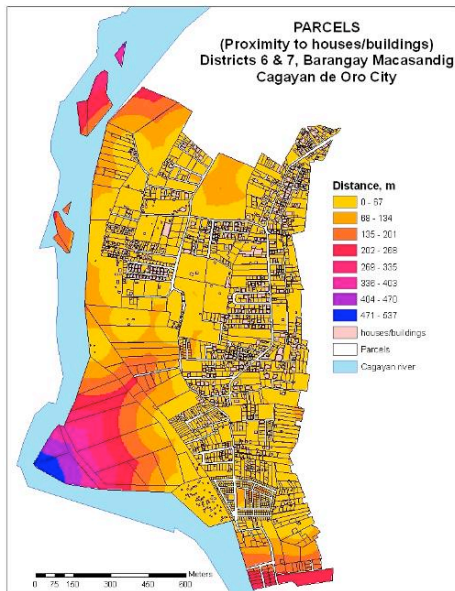 PARCELS
(Proximity to houses/buildings)
Districts 6 & 7, Barangay Macasandig
Cagayan de Oro City
Distance, m
0 - 67
68 - 134
135 - 201
202 - 268
269 - 335
336 - 403
404 - 470
471 - 537
houses/buildings
Parcels
Cagayan river
Meters
0 75 150 300 450 600